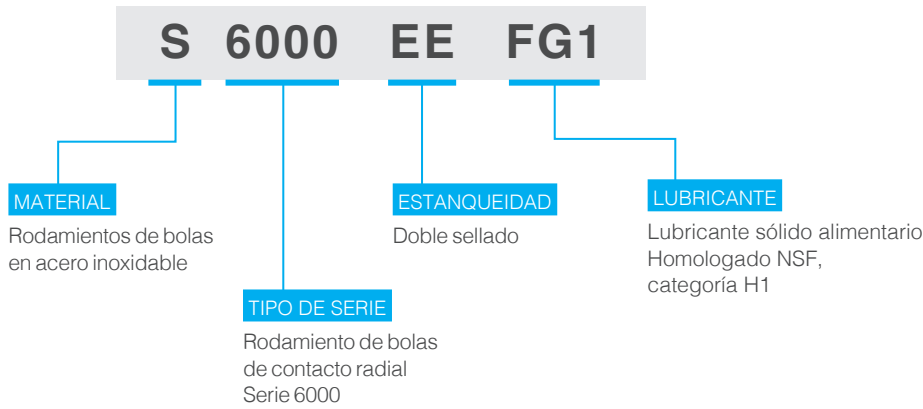 S 6000 EE FG1
MATERIAL
Rodamientos de bolas
en acero inoxidable
TIPO DE SERIE
Rodamiento de bolas
de contacto radial
Serie 6000
ESTANQUEIDAD
Doble sellado
LUBRICANTE
Lubricante sólido alimentario
Homologado NSF,
categoría H1